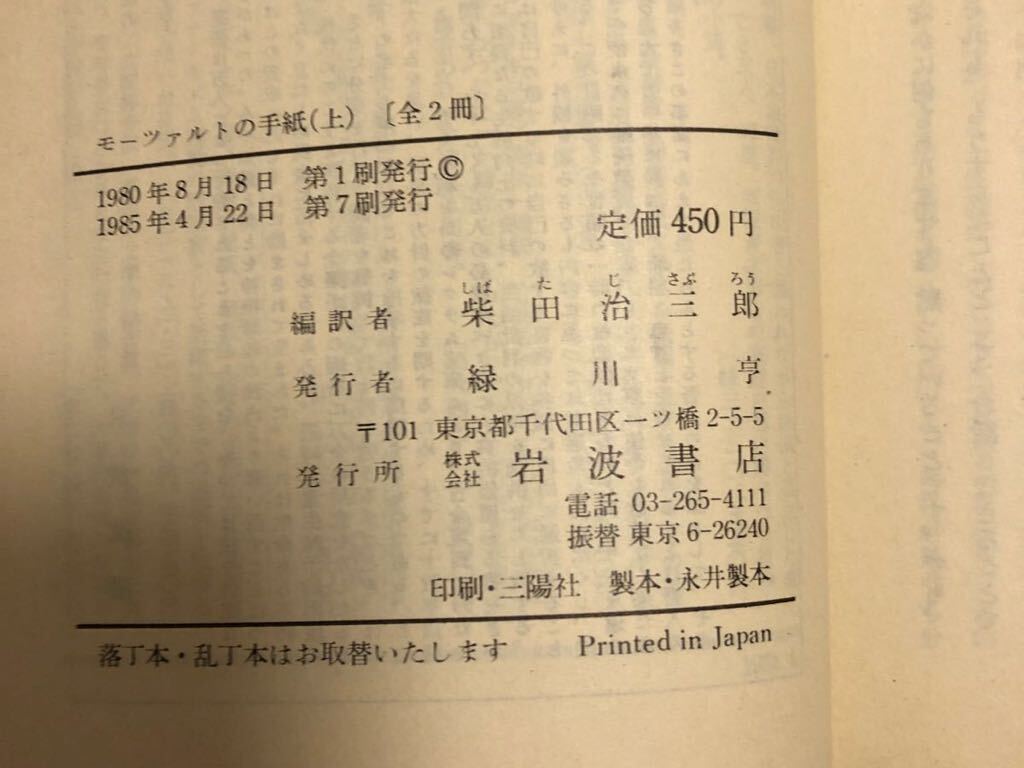 モーツァルトの手紙(上) 〔全2冊〕
1980年8月18日 第1刷発行©
1985年4月22日 第7刷発行
定価 450円
しば た じ さぶ ろう
編訳者 柴田治三郎
発行者 緑川亨
〒101 東京都千代田区一ツ橋2-5-5
発行所 株式会社 岩波書店
電話 03-265-4111
振替 東京6-26240
印刷・三陽社 製本・永井製本
落丁本・乱丁本はお取替いたします Printed in Japan